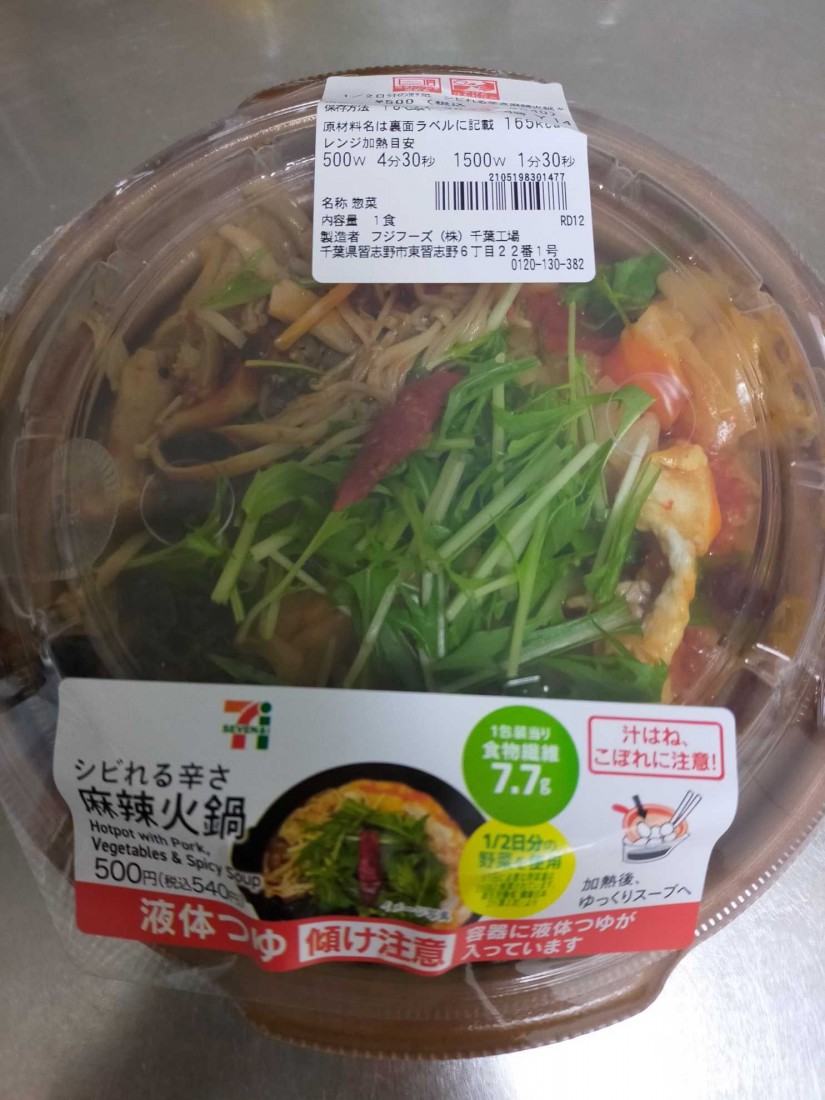 ¥500 (税込
原材料名は裏面ラベルに記載 165kcal
レンジ加熱目安
500W 4分30秒 1500W 1分30秒
2105198301477
名称 惣菜
内容量 1食
RD12
製造者 フジフーズ(株)千葉工場
千葉県習志野市東習志野6丁目22番1号
0120-130-382
SEVEN&i
シビれる辛さ
麻辣火鍋
Hotpot with Pork,
Vegetables & Spicy Soup
500円(税込540円)
1包装当り
食物繊維
7.7g
1/2日分の
野菜を使用
汁はね、
こぼれに注意!
加熱後、
ゆっくりスープへ
液体つゆ 傾け注意
容器に液体つゆが
入っています